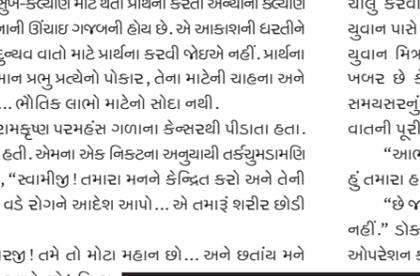 સુખ-કલ્યાણ માટે થતી પ્રાર્થના કરતાં અન્યોના કલ્યાણ
નાની ઊંચાઇ ગજબની હોય છે. એ આકાશની ધરતીને
દુન્યવ વાતો માટે પ્રાર્થના કરવી જોઇએ નહીં. પ્રાર્થના
માન પ્રભુ પ્રત્યેનો પોકાર, તેના માટેની ચાહના અને
... ભૌતિક લાભો માટેનો સોદા નથી.
રામકૃષ્ણ પરમહંસ ગળાના કેન્સરથી પીડાતા હતા.
હતી. એમના એક નિકટના અનુયાયી તર્કચુમડામણિ
, “સ્વામીજી! તમારા મનને કેન્દ્રિત કરો અને તેની
વડે રોગને આદેશ આપો... એ તમારૂં શરીર છોડી
રજી! તમે તો મોટા મહાન છો... અને છતાંય મને
ચાલુ કરવા
યુવાન પાસે
યુવાન મિત્ર
ખબર છે કે
સમયસરનું
વાતની પૂરી
“આભ
હું તમારા હ
“છે જ
નહીં.” ડોક
ઓપરેશન